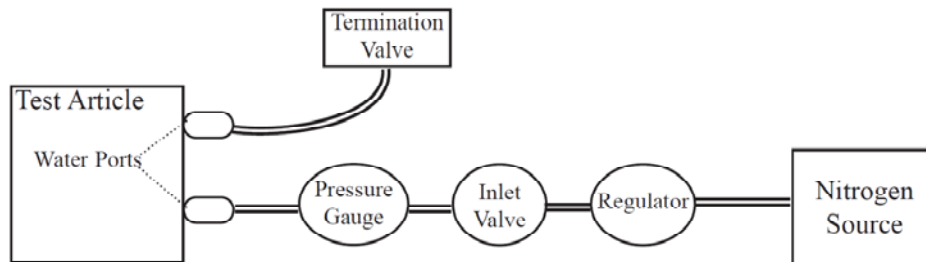 Termination
Valve
Test Article
Water Ports
Pressure
Gauge
Inlet
Valve
Regulator
Nitrogen
Source